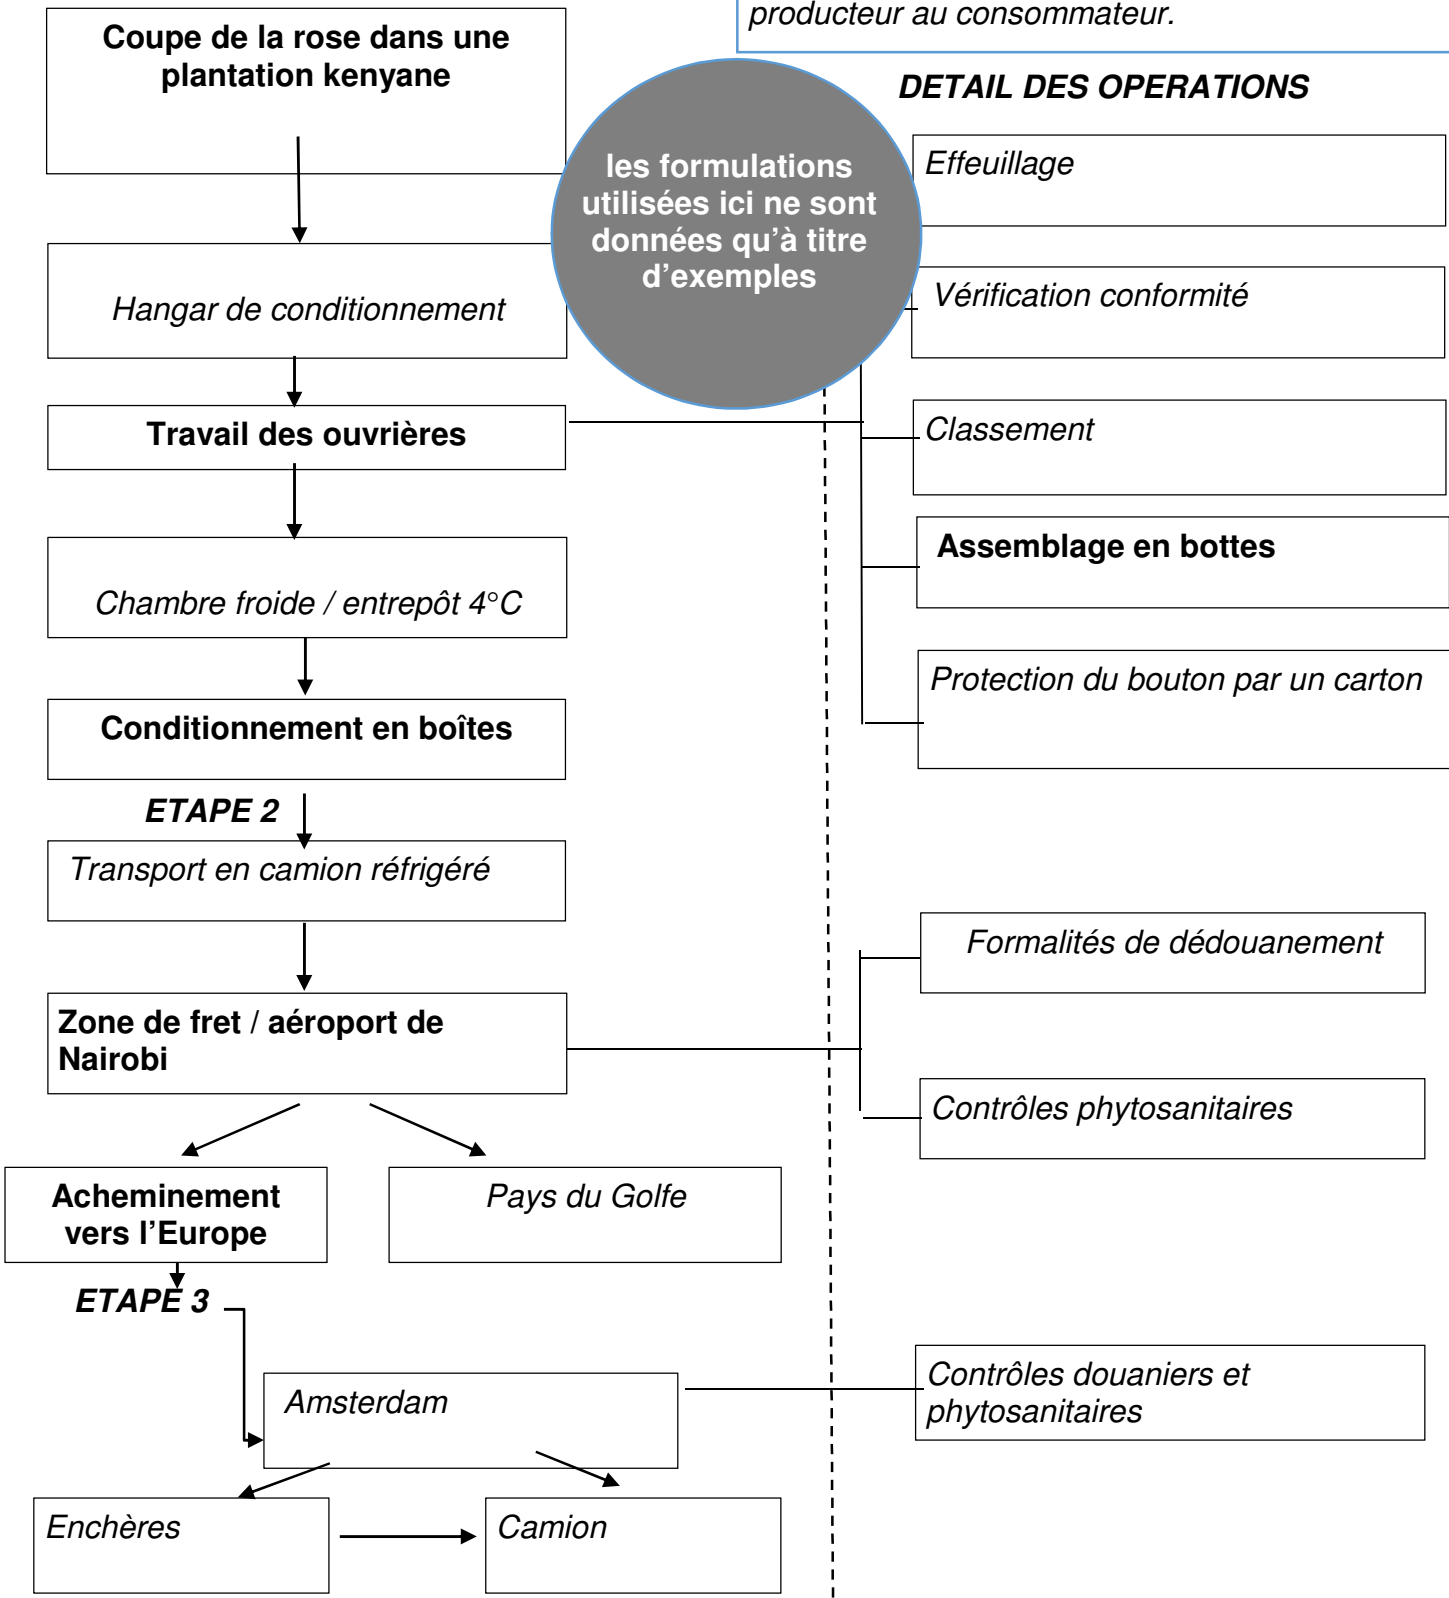 producteur au consommateur.
Coupe de la rose dans une
plantation kenyane
DETAIL DES OPERATIONS
les formulations
utilisées ici ne sont
données qu’à titre
d’exemples
Effeuillage
Hangar de conditionnement
Vérification conformité
Travail des ouvrières
Classement
Chambre froide / entrepôt 4°C
Assemblage en bottes
Conditionnement en boîtes
Protection du bouton par un carton
ETAPE 2
Transport en camion réfrigéré
Zone de fret / aéroport de
Nairobi
Formalités de dédouanement
Contrôles phytosanitaires
Acheminement
vers l’Europe
Pays du Golfe
ETAPE 3
Amsterdam
Contrôles douaniers et
phytosanitaires
Enchères
Camion